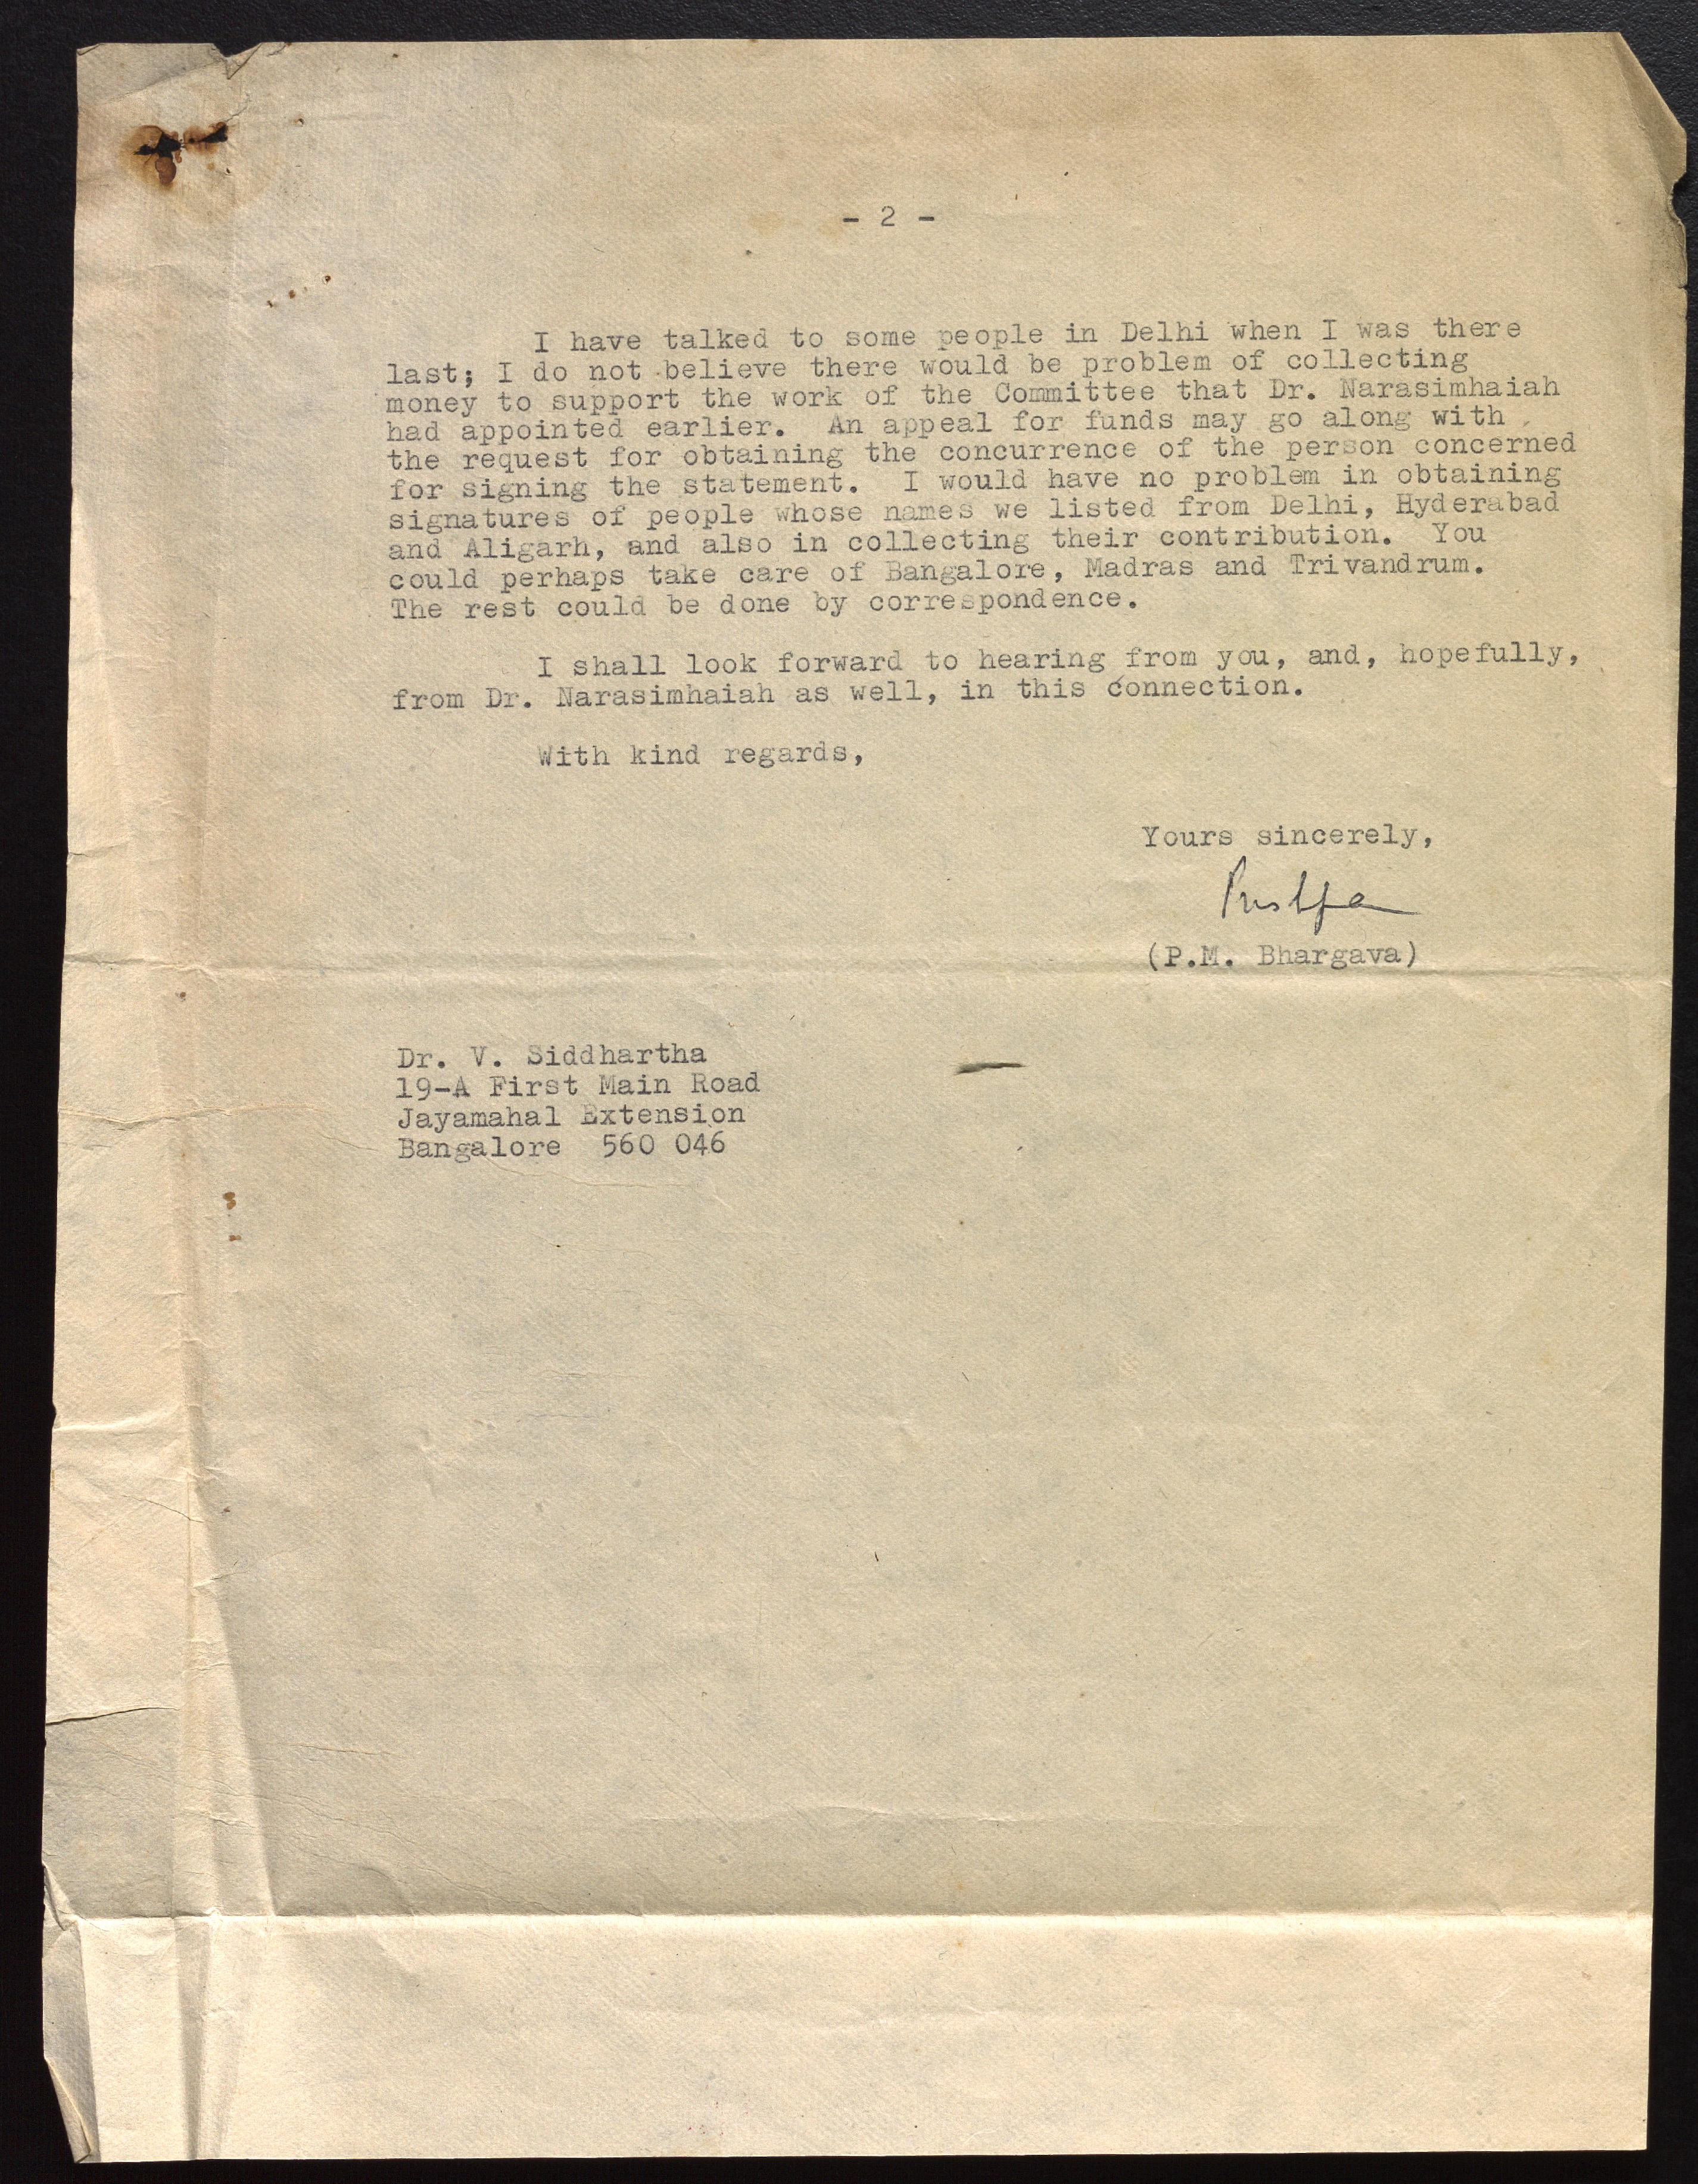 - 2 -
I have talked to some people in Delhi when I was there
last; I do not believe there would be problem of collecting
money to support the work of the Committee that Dr. Narasimhaiah
had appointed earlier. An appeal for funds may go along with
the request for obtaining the concurrence of the person concerned
for signing the statement. I would have no problem in obtaining
signatures of people whose names we listed from Delhi, Hyderabad
and Aligarh, and also in collecting their contribution. You
could perhaps take care of Bangalore, Madras and Trivandrum.
The rest could be done by correspondence.
I shall look forward to hearing from you, and, hopefully,
from Dr. Narasimhaiah as well, in this connection.
With kind regards,
Yours sincerely,
Pushpa
(P.M. Bhargava)
Dr. V. Siddhartha
19-A First Main Road
Jayamahal Extension
Bangalore 560 046